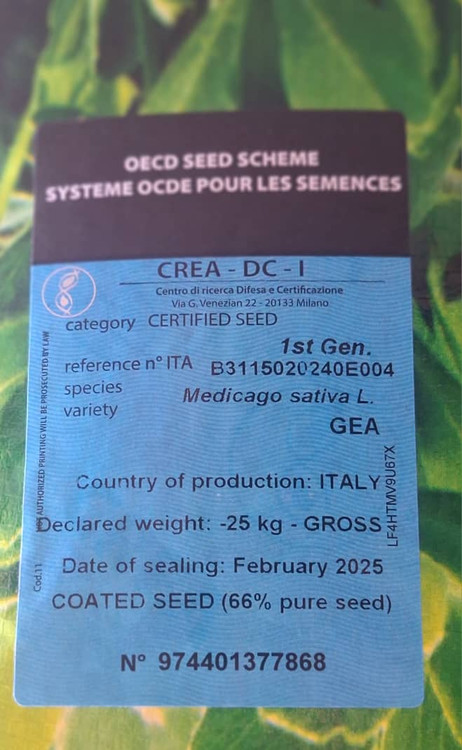 OECD SEED SCHEME
SYSTEME OCDE POUR LES SEMENCES
CREA - DC - I
Centro di ricerca Difesa e Certificazione
Via G. Venezian 22 - 20133 Milano
category CERTIFIED SEED
1st Gen.
reference n° ITA B3115020240E004
species Medicago sativa L.
variety GEA
Country of production: ITALY
Declared weight: -25 kg - GROSS
Date of sealing: February 2025
COATED SEED (66% pure seed)
N° 974401377868
AUTHORIZED PRINTING WILL BE PROSECUTED BY LAW
Cod.11
LF4HTMV9U67X